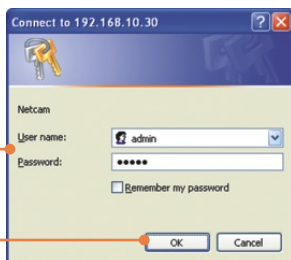 Connect to 192.168.10.30
Netcam
User name: admin
Password: •••••
Remember my password
OK Cancel